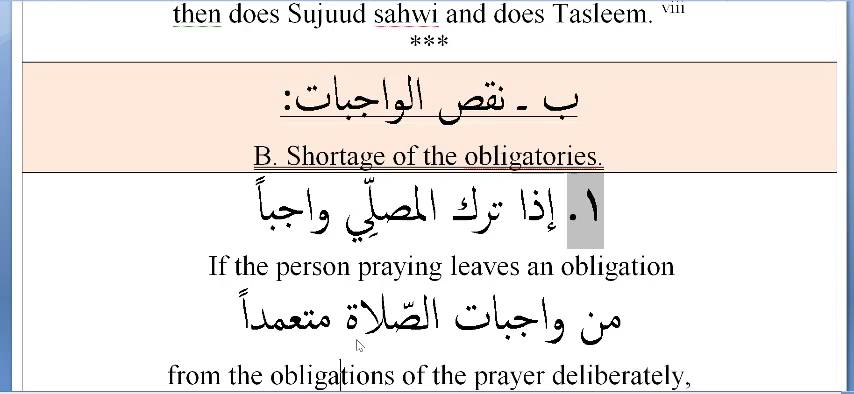 then does Sujuud sahwi and does Tasleem. viii
***
ب ـ نقص الواجبات:
B. Shortage of the obligatories.
١. إذا ترك المصلِّي واجباً
If the person praying leaves an obligation
من واجبات الصّلاة متعمداً
from the obligations of the prayer deliberately,